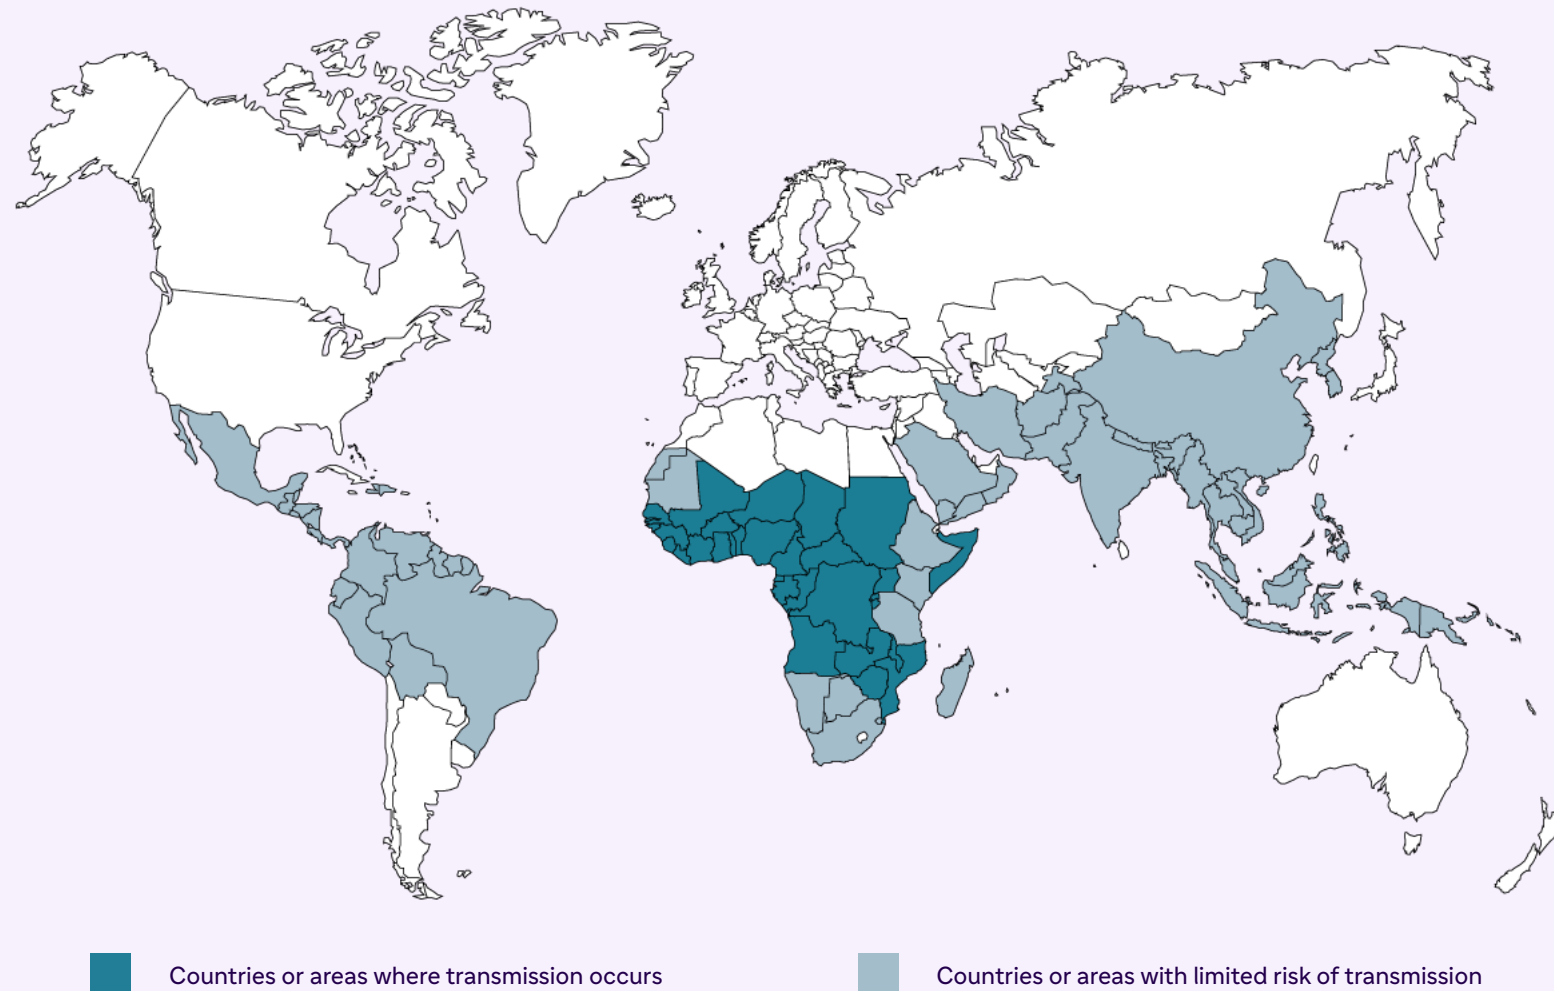 Countries or areas where transmission occurs
Countries or areas with limited risk of transmission